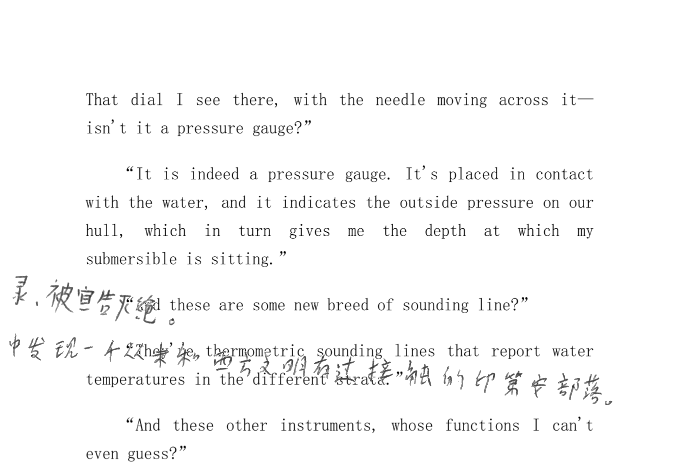 That dial I see there, with the needle moving across it—
isn't it a pressure gauge?”
“It is indeed a pressure gauge. It's placed in contact
with the water, and it indicates the outside pressure on our
hull, which in turn gives me the depth at which my
submersible is sitting.”
录、被宣告灭绝。
“And these are some new breed of sounding line?”
中发现一个从来和西方文明有过接触的印第安部落。
“They're thermometric sounding lines that report water
temperatures in the different strata.”
“And these other instruments, whose functions I can't
even guess?”